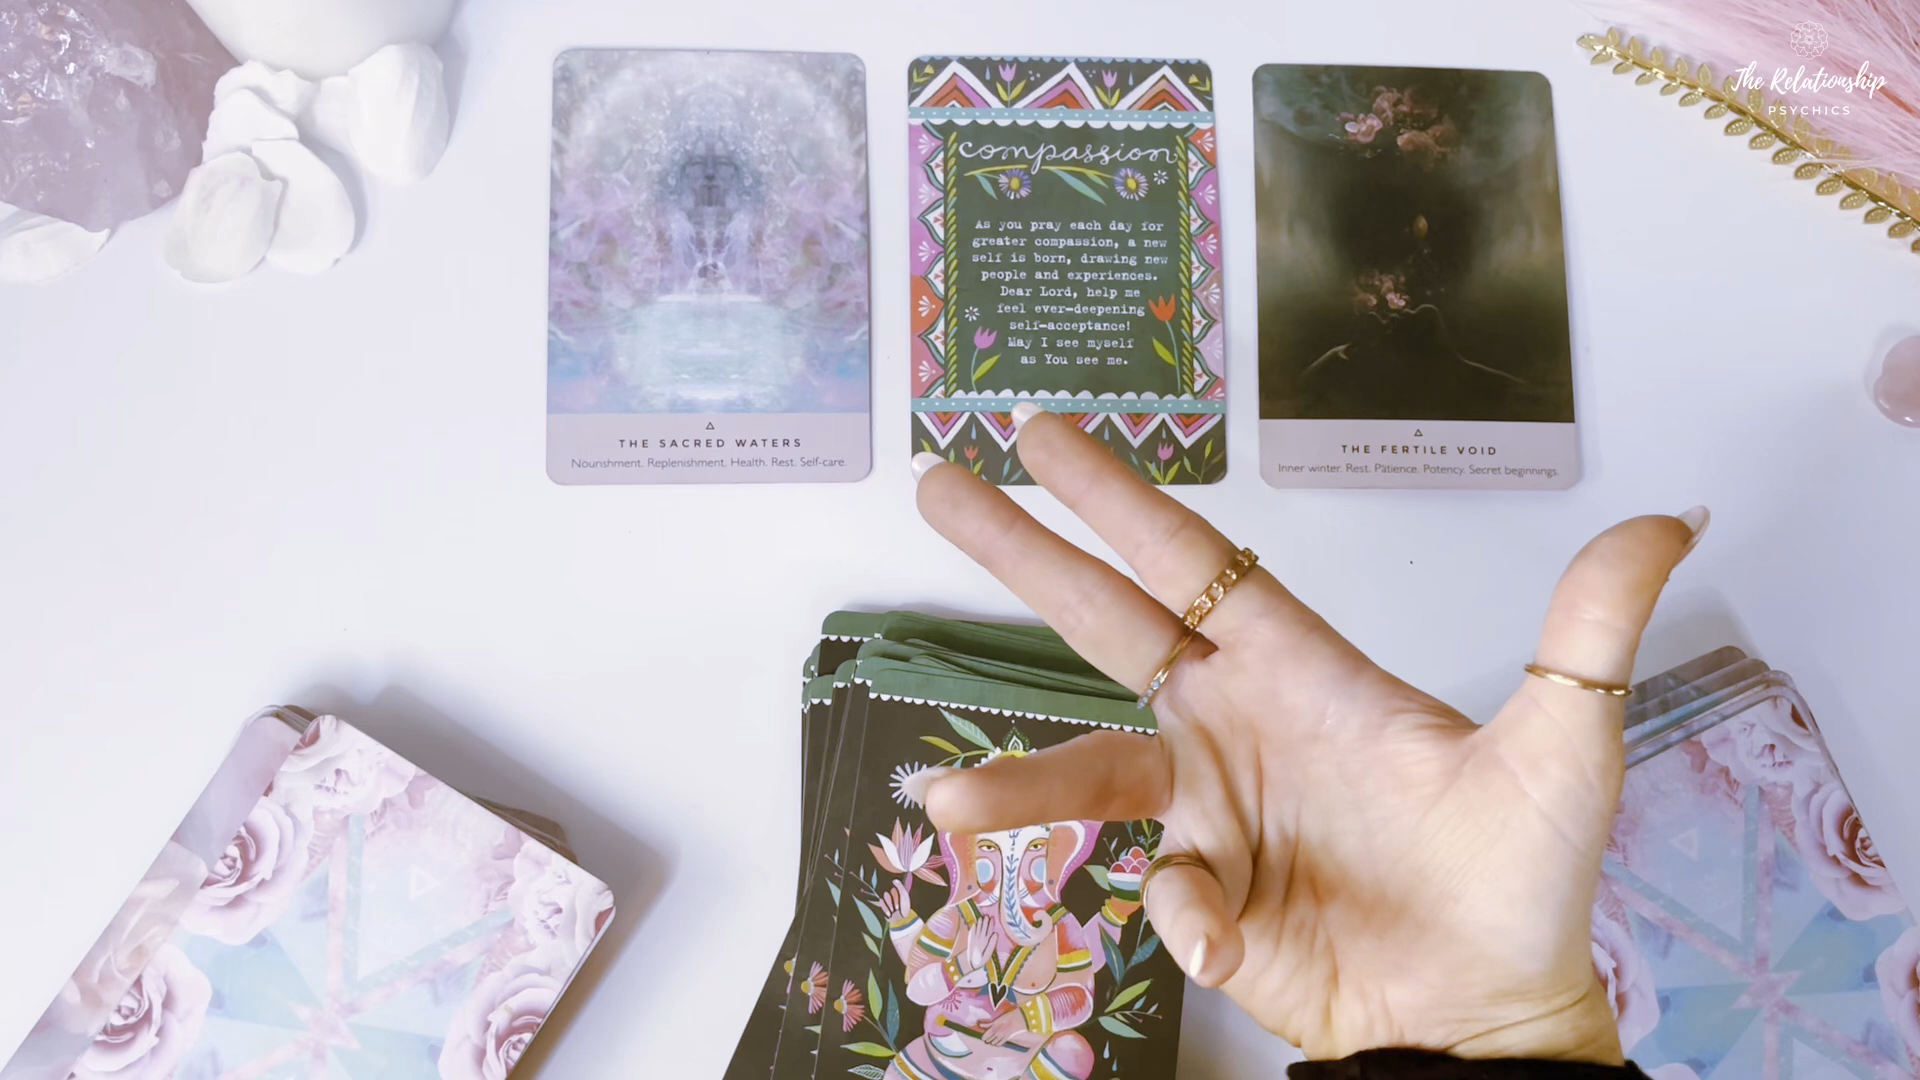 The Relationship
PSYCHICS
THE SACRED WATERS
Nourishment. Replenishment. Health. Rest. Self-care.
compassion
As you pray each day for
greater compassion, a new
self is born, drawing new
people and experiences.
Dear Lord, help me
feel ever-deepening
self-acceptance!
May I see myself
as You see me.
THE FERTILE VOID
Inner winter. Rest. Patience. Potency. Secret beginnings.